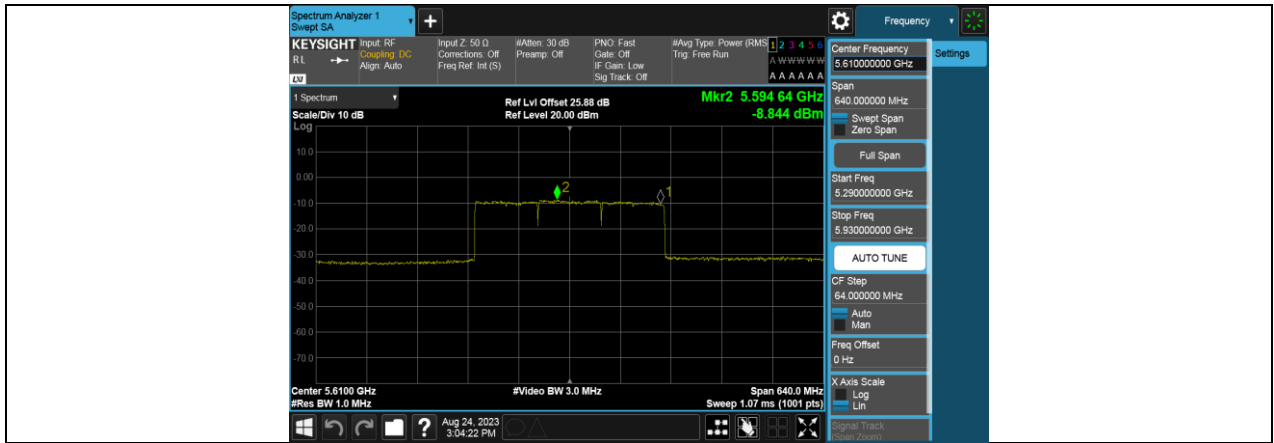 Spectrum Analyzer 1
Swept SA
+
Frequency
KEYSIGHT
RL
LXI
Input: RF
Coupling: DC
Align: Auto
Input Z: 50 Ω
Corrections: Off
Freq Ref: Int (S)
#Atten: 30 dB
Preamp: Off
PNO: Fast
Gate: Off
IF Gain: Low
Sig Track: Off
#Avg Type: Power (RMS
Trig: Free Run
1 2 3 4 5 6
A W W W W W
A A A A A A
1 Spectrum
Scale/Div 10 dB
Log
Ref Lvl Offset 25.88 dB
Ref Level 20.00 dBm
Mkr2 5.594 64 GHz
-8.844 dBm
10.0
0.00
-10.0
-20.0
-30.0
-40.0
-50.0
-60.0
-70.0
2
1
Center 5.6100 GHz
#Res BW 1.0 MHz
#Video BW 3.0 MHz
Span 640.0 MHz
Sweep 1.07 ms (1001 pts)
Center Frequency
5.610000000 GHz
Settings
Span
640.000000 MHz
Swept Span
Zero Span
Full Span
Start Freq
5.290000000 GHz
Stop Freq
5.930000000 GHz
AUTO TUNE
CF Step
64.000000 MHz
Auto
Man
Freq Offset
0 Hz
X Axis Scale
Log
Lin
Signal Track
(Span Zoom)
?
Aug 24, 2023
3:04:22 PM